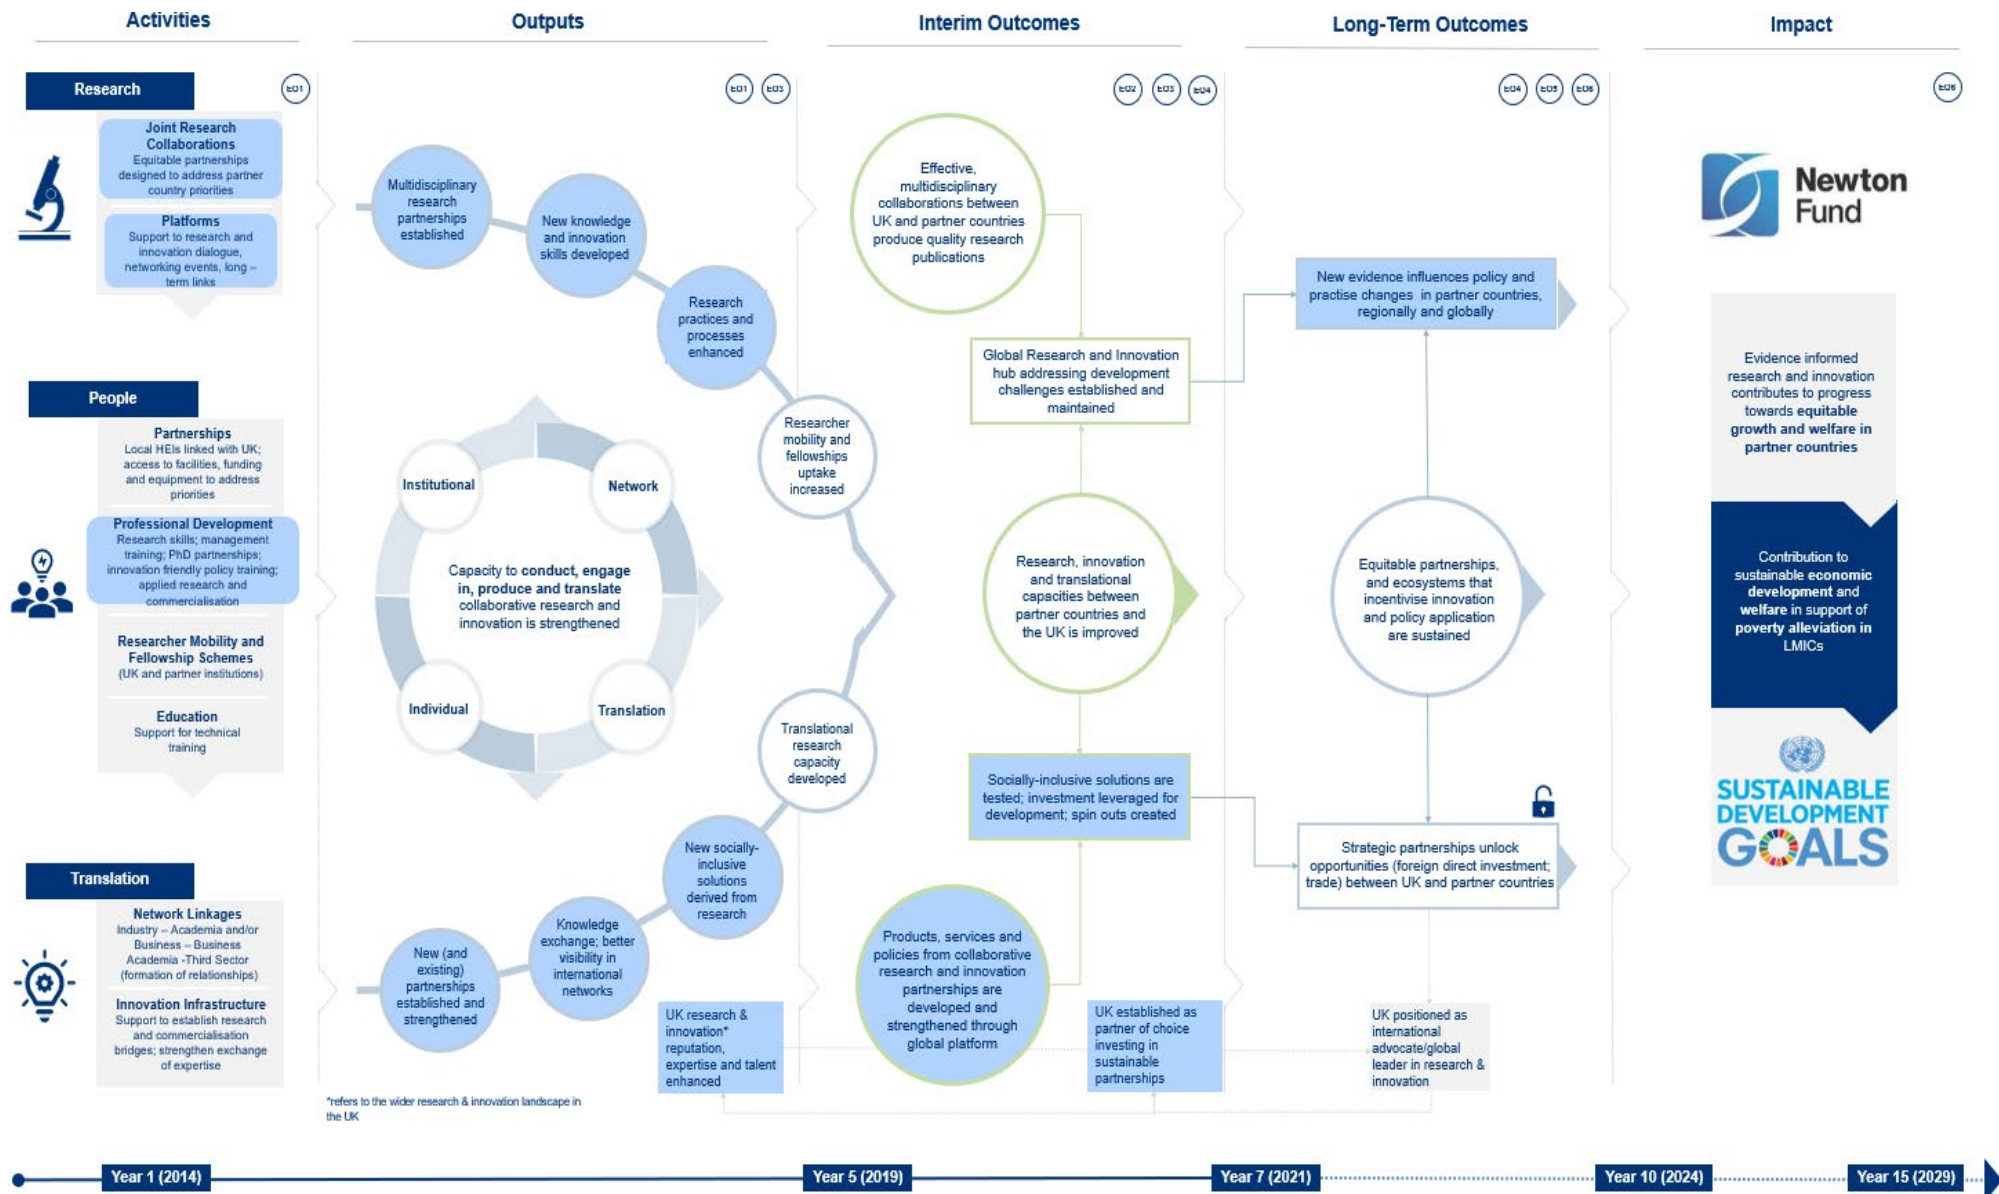 Activities
Outputs
Interim Outcomes
Long-Term Outcomes
Impact
Research
EO1
EO1
EO3
EO2
EO3
EO4
EO4
EO5
EO6
EO6
Joint Research
Collaborations
Equitable partnerships
designed to address partner
country priorities
Platforms
Support to research and
innovation dialogue,
networking events, long –
term links
People
Partnerships
Local HEIs linked with UK;
access to facilities, funding
and equipment to address
priorities
Professional Development
Research skills; management
training; PhD partnerships;
innovation friendly policy training;
applied research and
commercialisation
Researcher Mobility and
Fellowship Schemes
(UK and partner institutions)
Education
Support for technical
training
Translation
Network Linkages
Industry – Academia and/or
Business – Business
Academia -Third Sector
(formation of relationships)
Innovation Infrastructure
Support to establish research
and commercialisation
bridges; strengthen exchange
of expertise
Multidisciplinary
research
partnerships
established
New knowledge
and innovation
skills developed
Research
practices and
processes
enhanced
Researcher
mobility and
fellowships
uptake
increased
Institutional
Network
Capacity to conduct, engage
in, produce and translate
collaborative research and
innovation is strengthened
Individual
Translation
Translational
research
capacity
developed
New socially-
inclusive
solutions
derived from
research
Knowledge
exchange; better
visibility in
international
networks
New (and
existing)
partnerships
established and
strengthened
UK research &
innovation*
reputation,
expertise and talent
enhanced
*refers to the wider research & innovation landscape in
the UK
Effective,
multidisciplinary
collaborations between
UK and partner countries
produce quality research
publications
Global Research and Innovation
hub addressing development
challenges established and
maintained
Research, innovation
and translational
capacities between
partner countries and
the UK is improved
Socially-inclusive solutions are
tested; investment leveraged for
development; spin outs created
Products, services and
policies from collaborative
research and innovation
partnerships are
developed and
strengthened through
global platform
UK established as
partner of choice
investing in
sustainable
partnerships
New evidence influences policy and
practise changes in partner countries,
regionally and globally
Equitable partnerships,
and ecosystems that
incentivise innovation
and policy application
are sustained
Strategic partnerships unlock
opportunities (foreign direct investment;
trade) between UK and partner countries
UK positioned as
international
advocate/global
leader in research &
innovation
Newton
Fund
Evidence informed
research and innovation
contributes to progress
towards equitable
growth and welfare in
partner countries
Contribution to
sustainable economic
development and
welfare in support of
poverty alleviation in
LMICs
SUSTAINABLE
DEVELOPMENT
GOALS
Year 1 (2014)
Year 5 (2019)
Year 7 (2021)
Year 10 (2024)
Year 15 (2029)